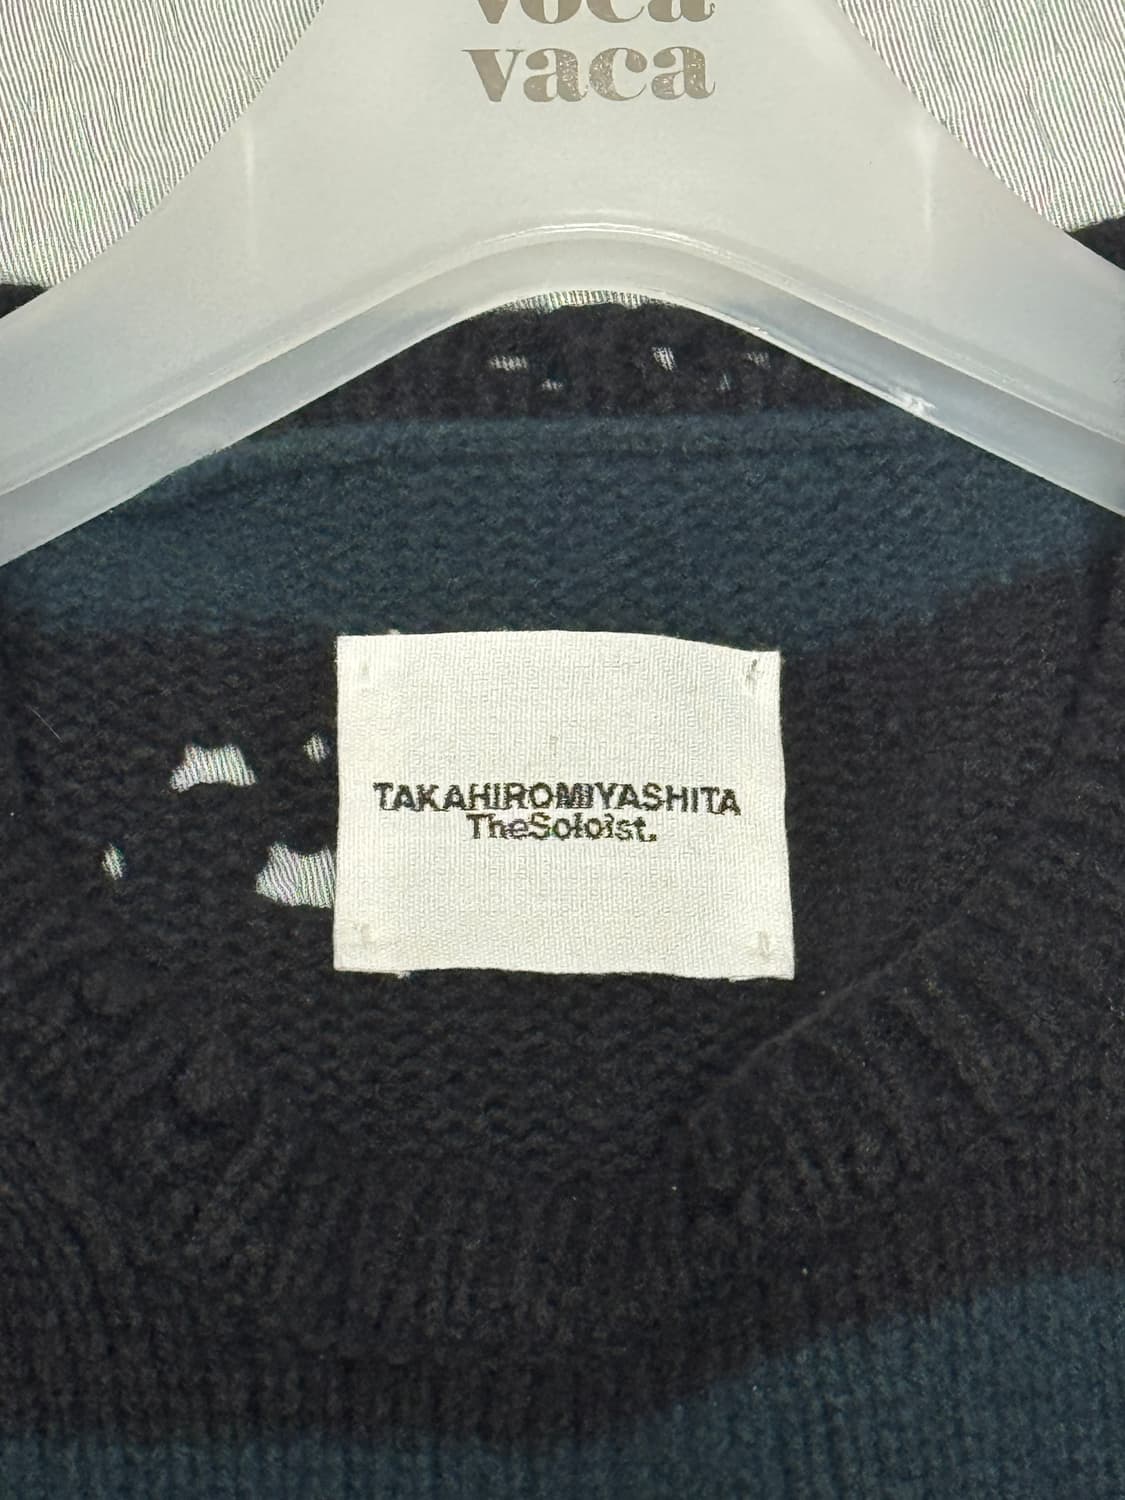 voca
vaca
TAKAHIROMIYASHITA
TheSoloist.